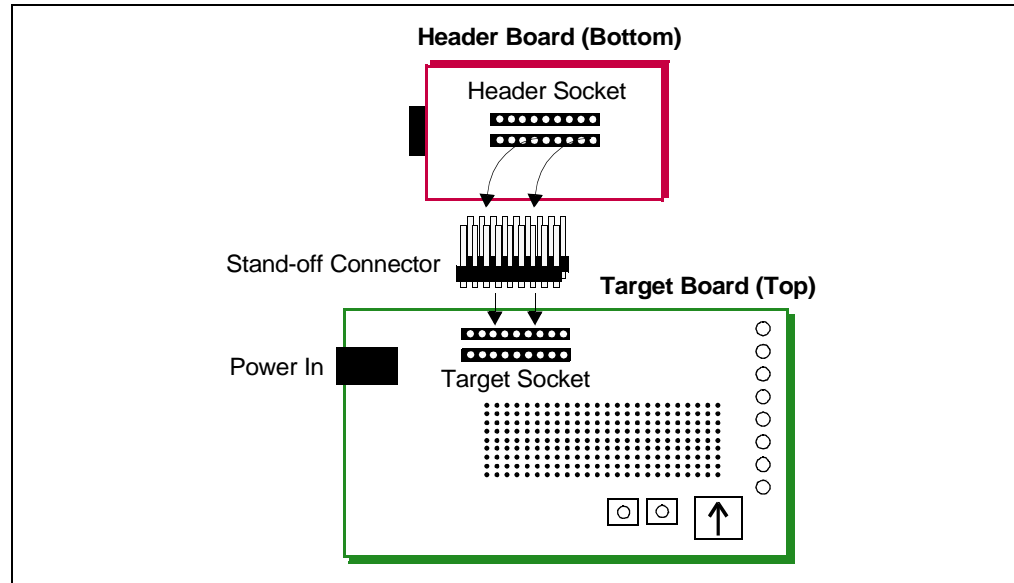 Header Board (Bottom)
Header Socket
Stand-off Connector
Target Board (Top)
Power In
Target Socket